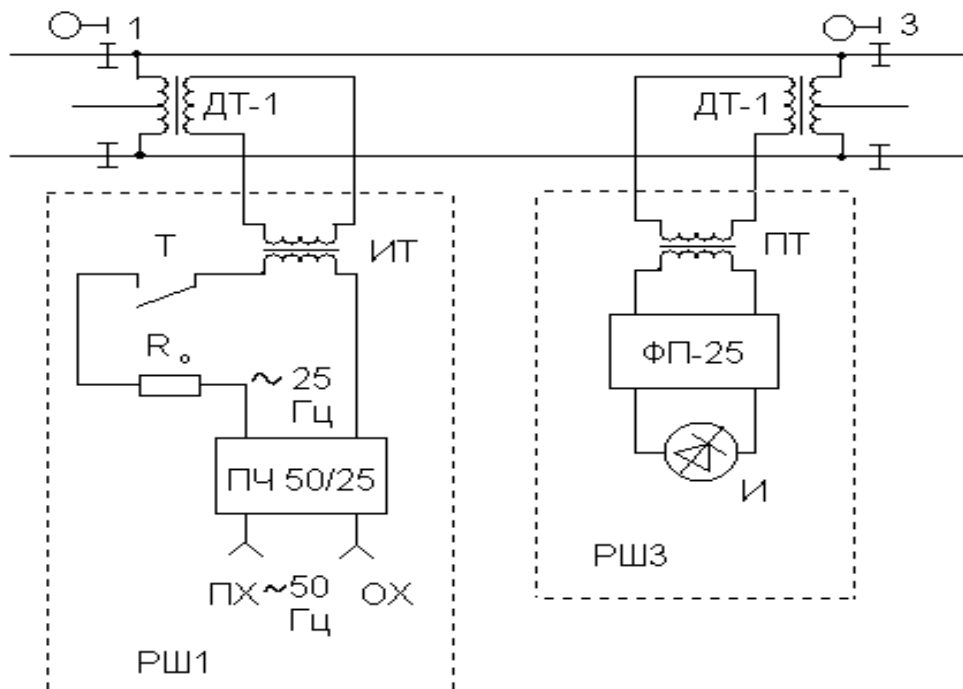 1
3
ДТ-1
ДТ-1
Т
ИТ
ПТ
R o
~ 25
Гц
ФП-25
ПЧ 50/25
И
ПХ ~50 ОХ
Гц
РШ3
РШ1